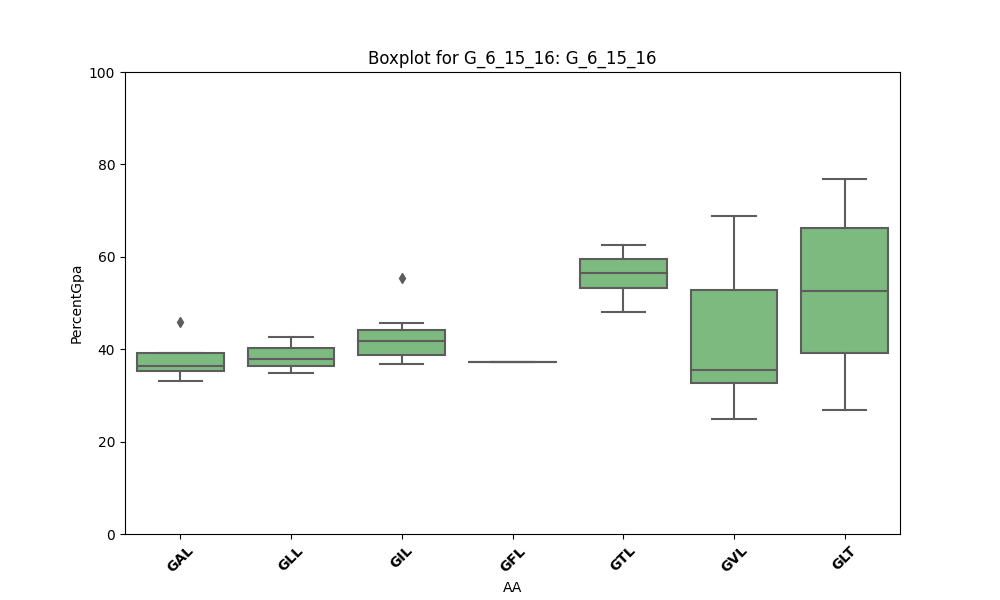 Boxplot for G_6_15_16: G_6_15_16
100
80
60
40
20
0
PercentGpa
GAL
GLL
GIL
GFL
GTL
GVL
GLT
AA